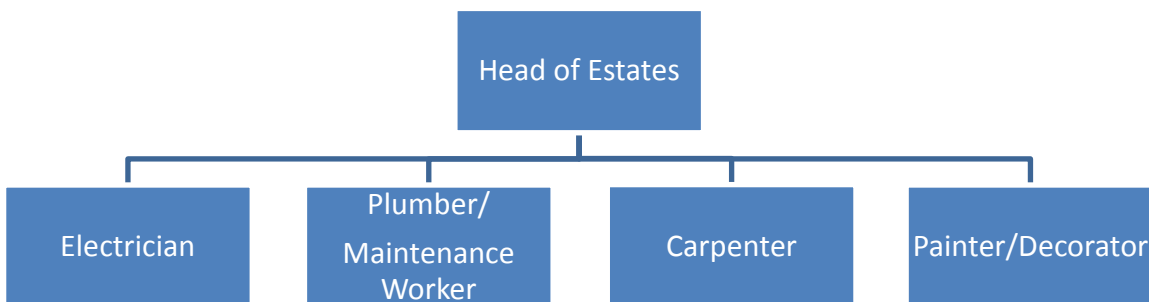 Head of Estates
Electrician
Plumber/
Maintenance
Worker
Carpenter
Painter/Decorator